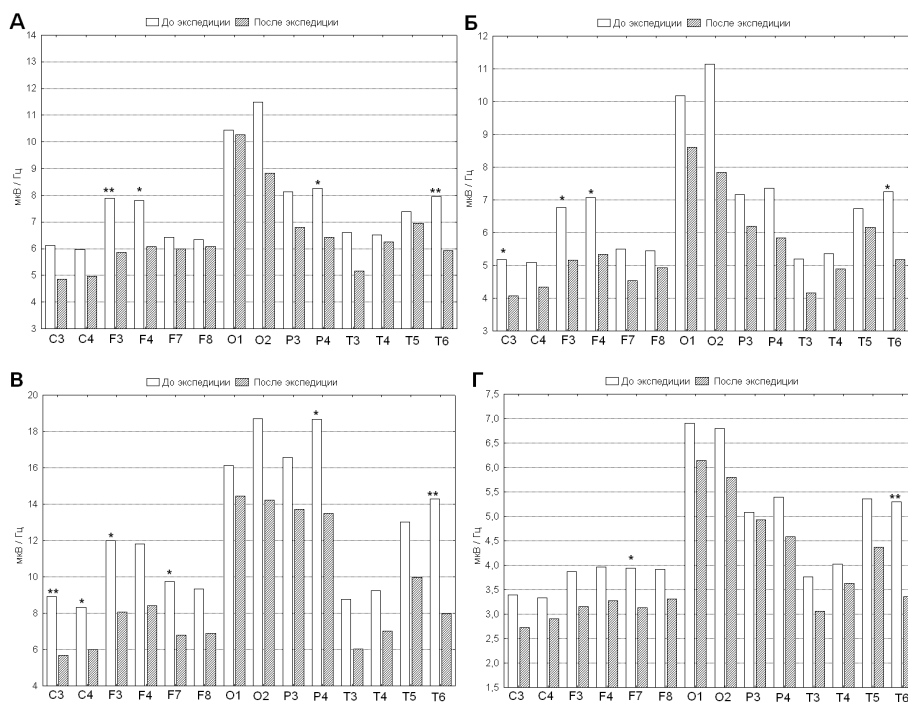 А
До экспедиции После экспедиции
14
13
12
11
10
9
8
7
6
5
4
3
мкВ / Гц
** * * **
C3 C4 F3 F4 F7 F8 O1 O2 P3 P4 T3 T4 T5 T6
Б
До экспедиции После экспедиции
12
11
10
9
8
7
6
5
4
3
мкВ / Гц
* * * *
C3 C4 F3 F4 F7 F8 O1 O2 P3 P4 T3 T4 T5 T6
В
До экспедиции После экспедиции
20
18
16
14
12
10
8
6
4
мкВ / Гц
** * * * * **
C3 C4 F3 F4 F7 F8 O1 O2 P3 P4 T3 T4 T5 T6
Г
До экспедиции После экспедиции
7,5
7,0
6,5
6,0
5,5
5,0
4,5
4,0
3,5
3,0
2,5
2,0
1,5
мкВ / Гц
* **
C3 C4 F3 F4 F7 F8 O1 O2 P3 P4 T3 T4 T5 T6